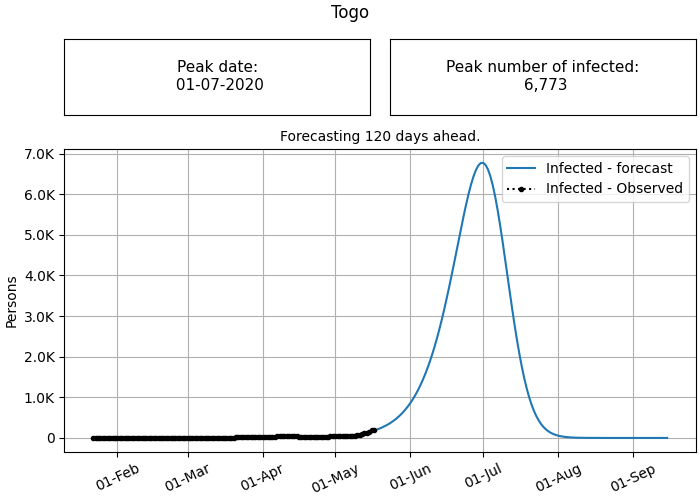 Togo
Peak date:
01-07-2020
Peak number of infected:
6,773
Forecasting 120 days ahead.
7.0K
6.0K
5.0K
4.0K
3.0K
2.0K
1.0K
0
Persons
Infected - forecast
Infected - Observed
01-Feb
01-Mar
01-Apr
01-May
01-Jun
01-Jul
01-Aug
01-Sep